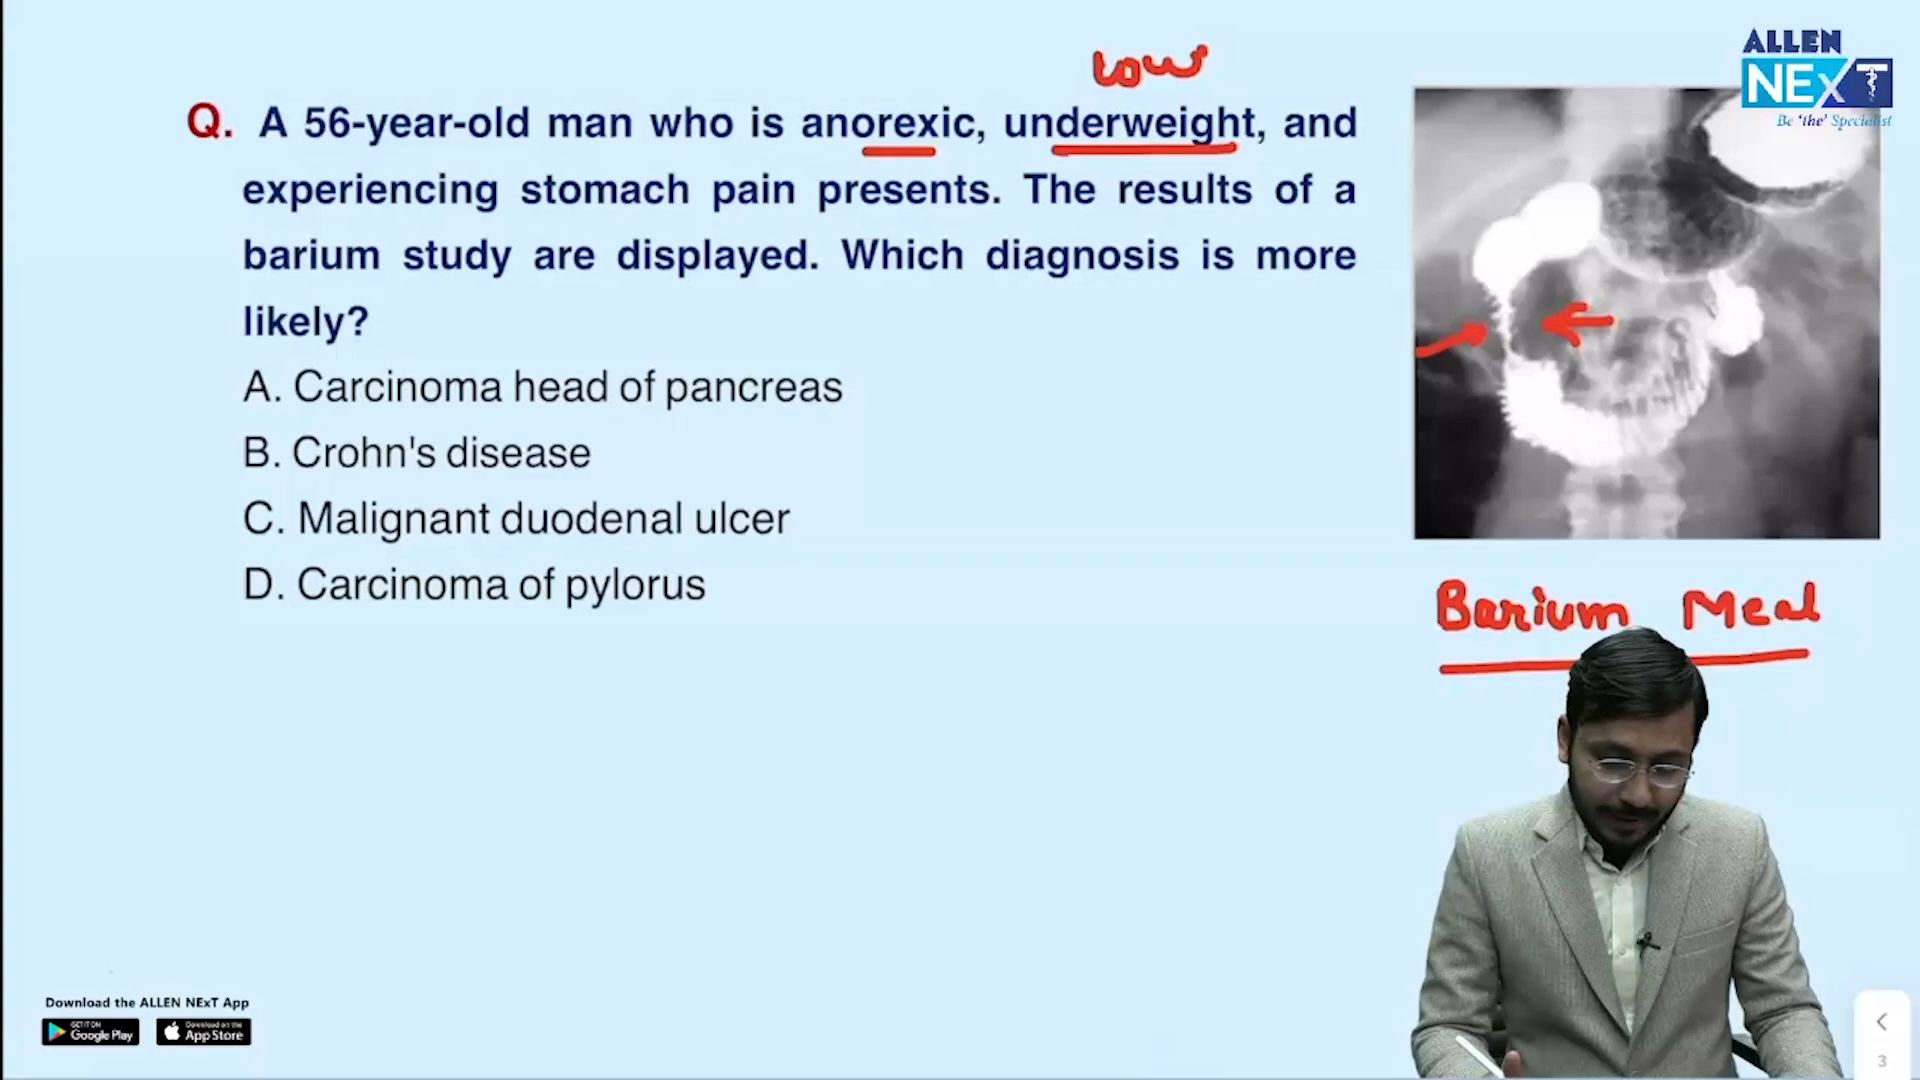 ALLEN
NExT
Be 'the' Specialist
low
Q. A 56-year-old man who is anorexic, underweight, and
experiencing stomach pain presents. The results of a
barium study are displayed. Which diagnosis is more
likely?
A. Carcinoma head of pancreas
B. Crohn's disease
C. Malignant duodenal ulcer
D. Carcinoma of pylorus
Barium Meal
Download the ALLEN NExT App
GET IT ON
Google Play
Download on the
App Store
3